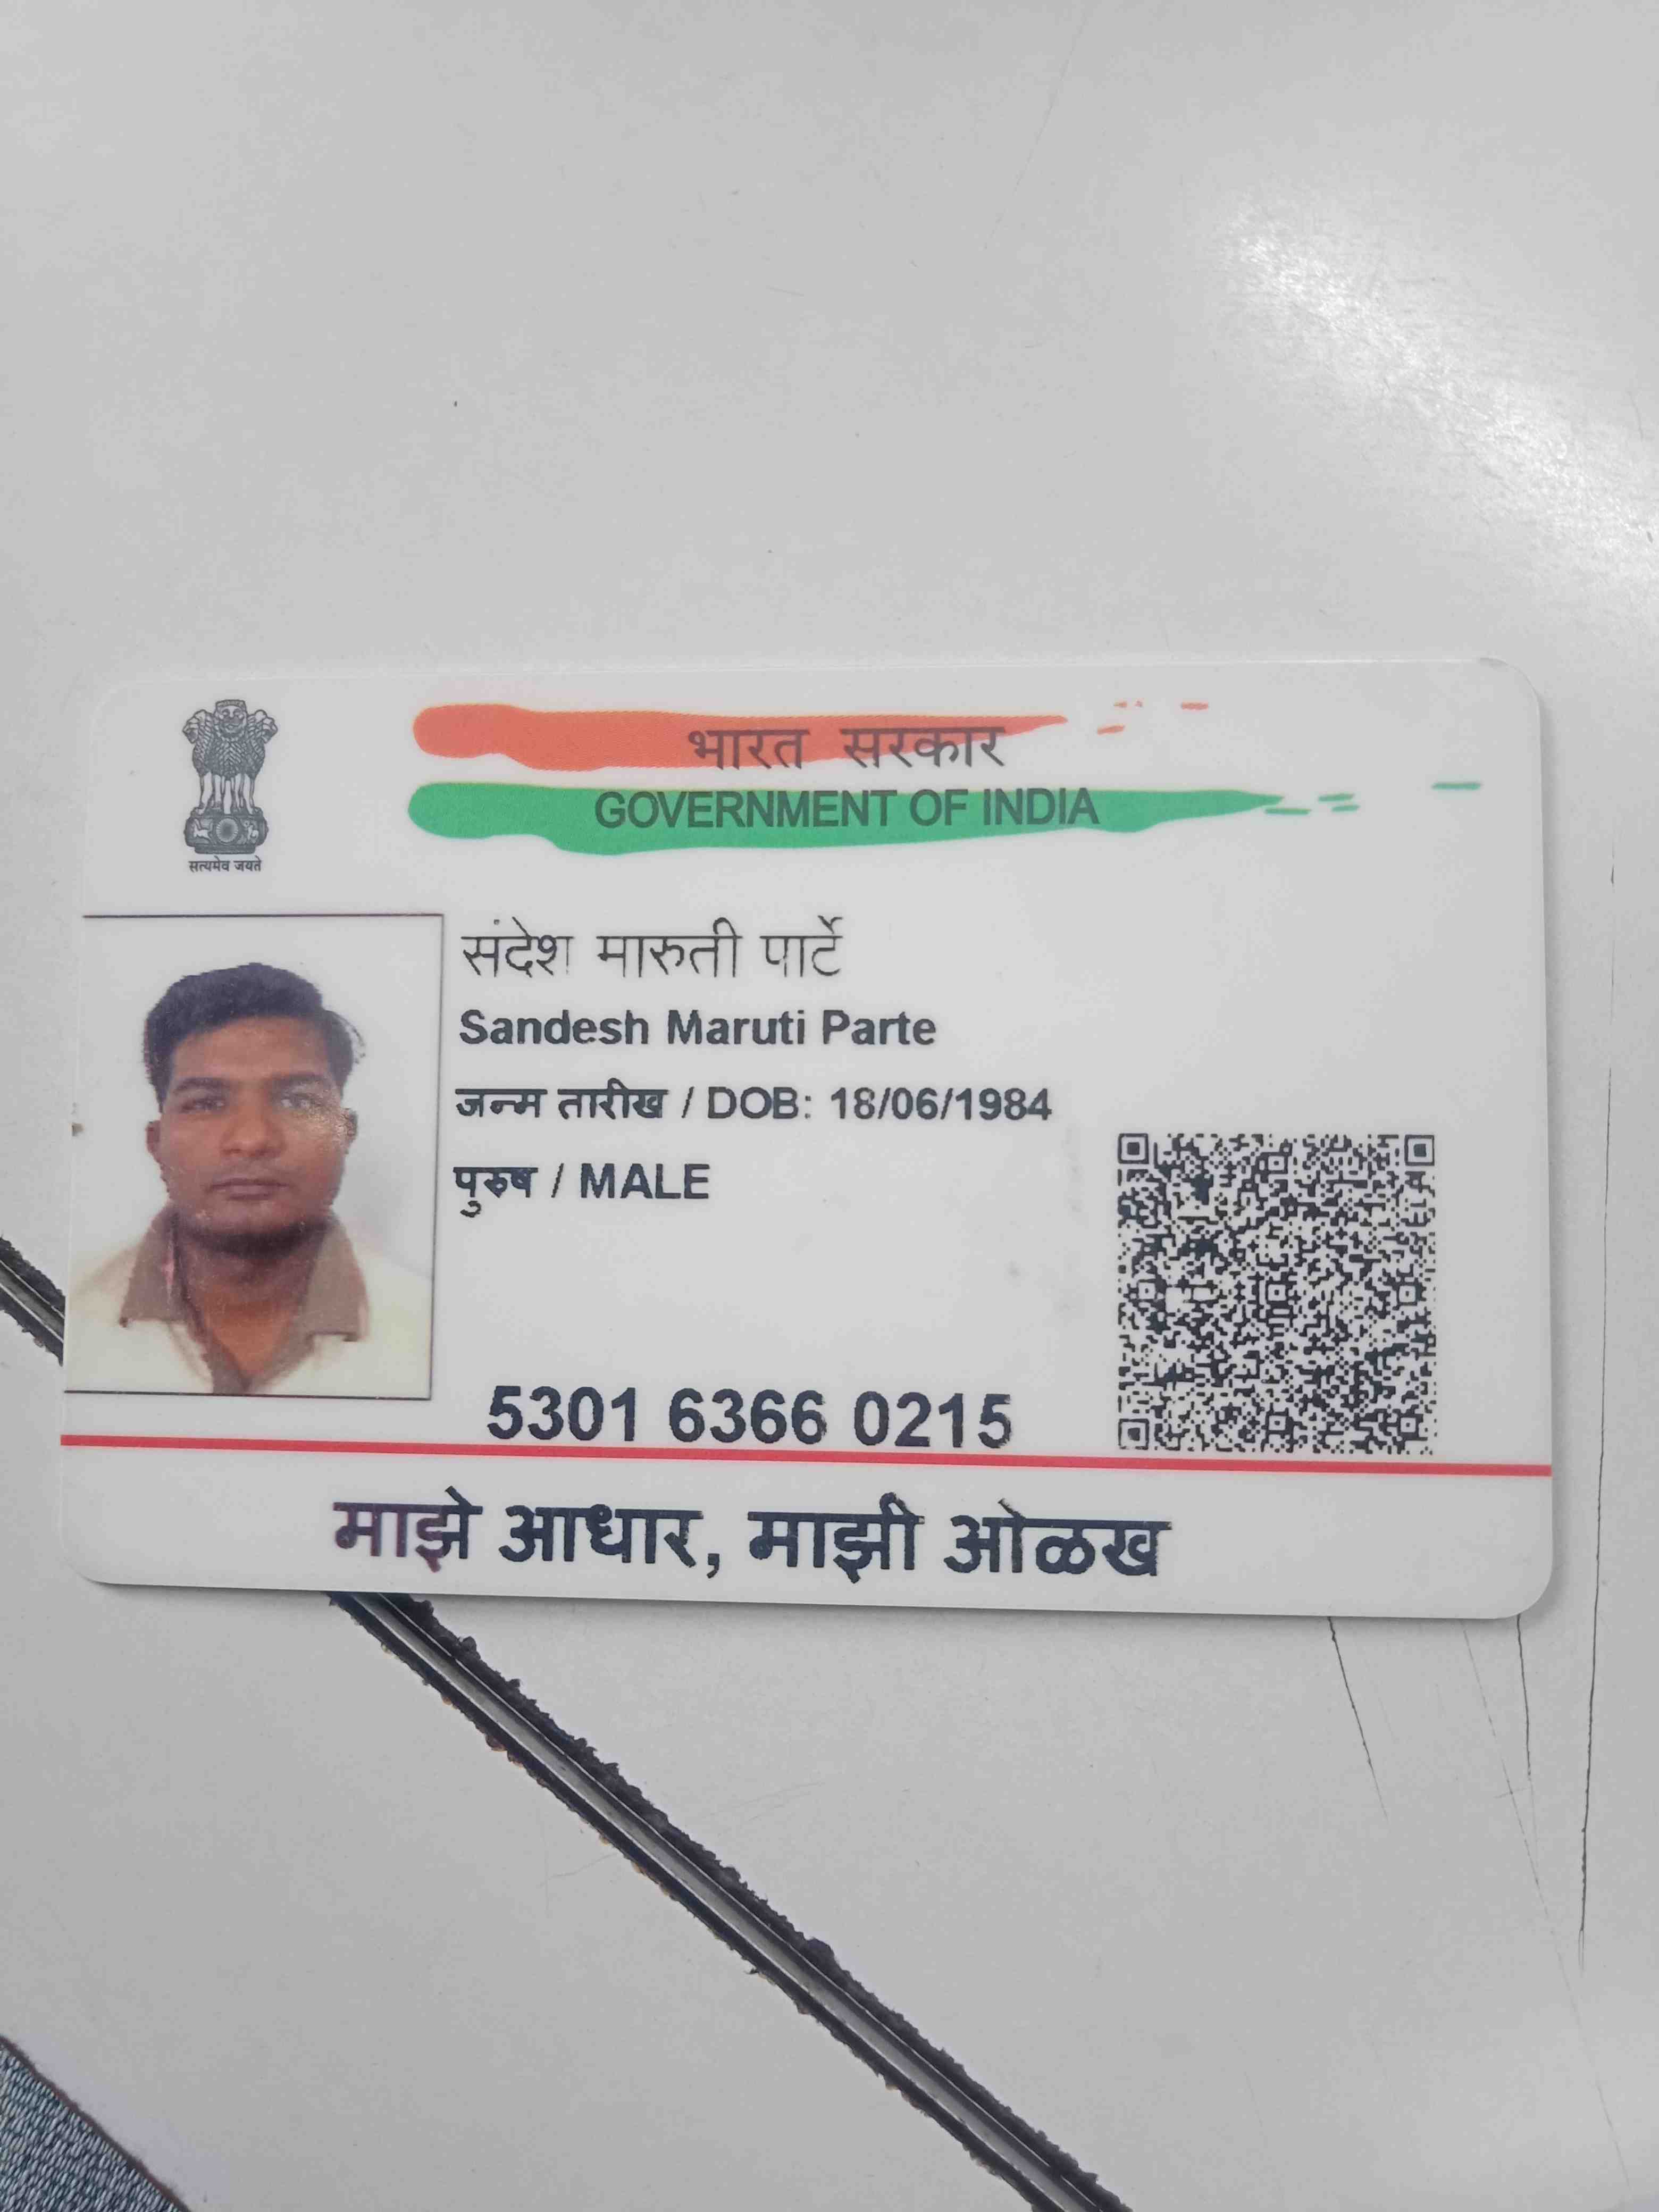 भारत सरकार
GOVERNMENT OF INDIA
सत्यमेव जयते
संदेश मारुती पार्टे
Sandesh Maruti Parte
जन्म तारीख / DOB: 18/06/1984
पुरुष / MALE
5301 6366 0215
माझे आधार, माझी ओळख